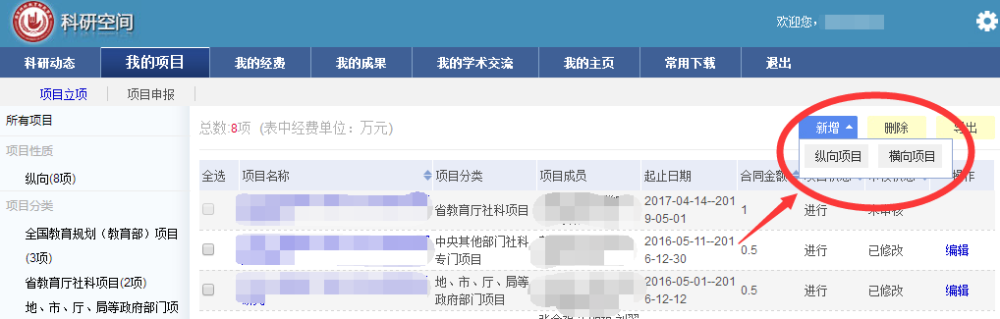 科研空间
欢迎您,
科研动态 我的项目 我的经费 我的成果 我的学术交流 我的主页 常用下载 退出
项目立项 项目申报
所有项目
项目性质
纵向(8项)
项目分类
全国教育规划（教育部）项目
(3项)
省教育厅社科项目(2项)
地、市、厅、局等政府部门项
总数:8项 (表中经费单位：万元)
新增 删除 导出
纵向项目 横向项目
全选 项目名称 项目分类 项目成员 起止日期 合同金额 操作
省教育厅社科项目 2017-04-14--201
9-05-01 1 进行 未审核
中央其他部门社科
专门项目 2016-05-11--201
6-12-30 0.5 进行 已修改 编辑
地、市、厅、局等
政府部门项目 2016-05-01--201
6-12-12 0.5 进行 已修改 编辑